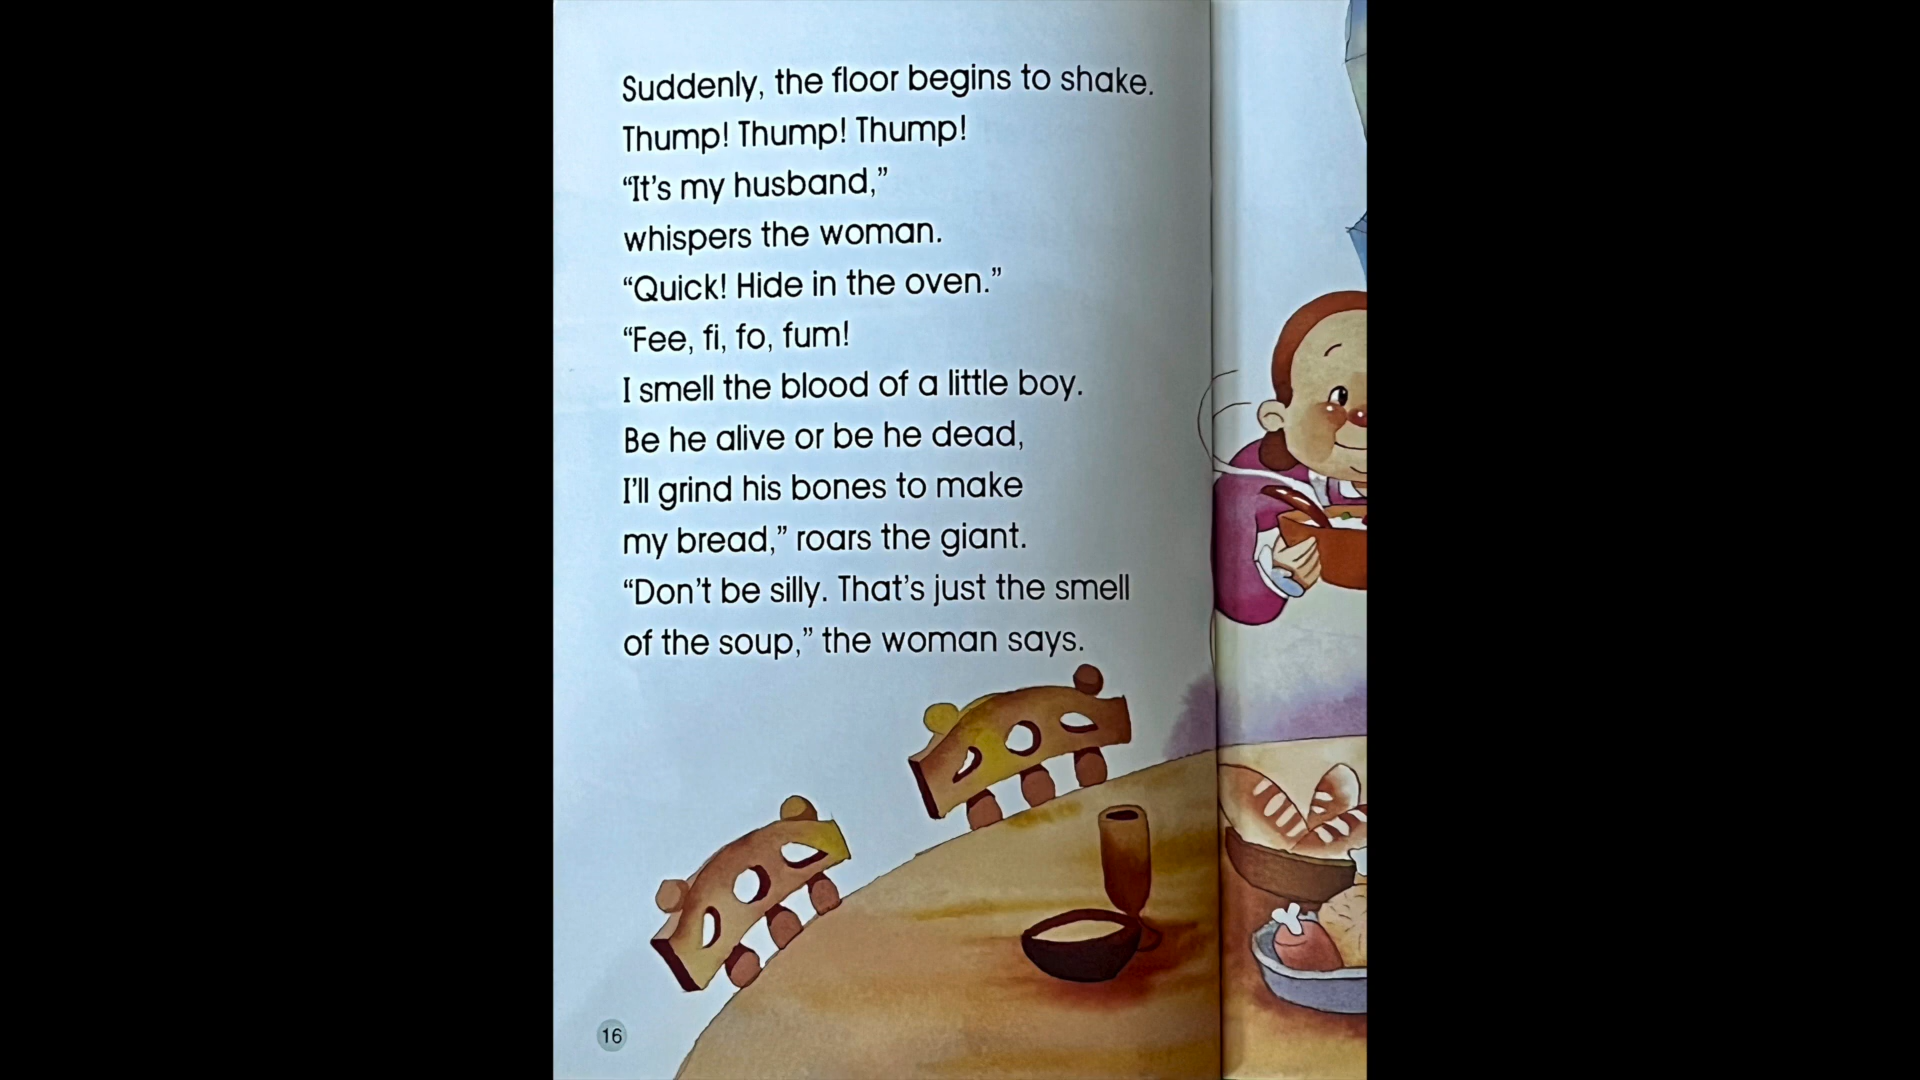 Suddenly, the floor begins to shake.
Thump! Thump! Thump!
“It’s my husband,”
whispers the woman.
“Quick! Hide in the oven.”
“Fee, fi, fo, fum!
I smell the blood of a little boy.
Be he alive or be he dead,
I’ll grind his bones to make
my bread,” roars the giant.
“Don’t be silly. That’s just the smell
of the soup,” the woman says.
16